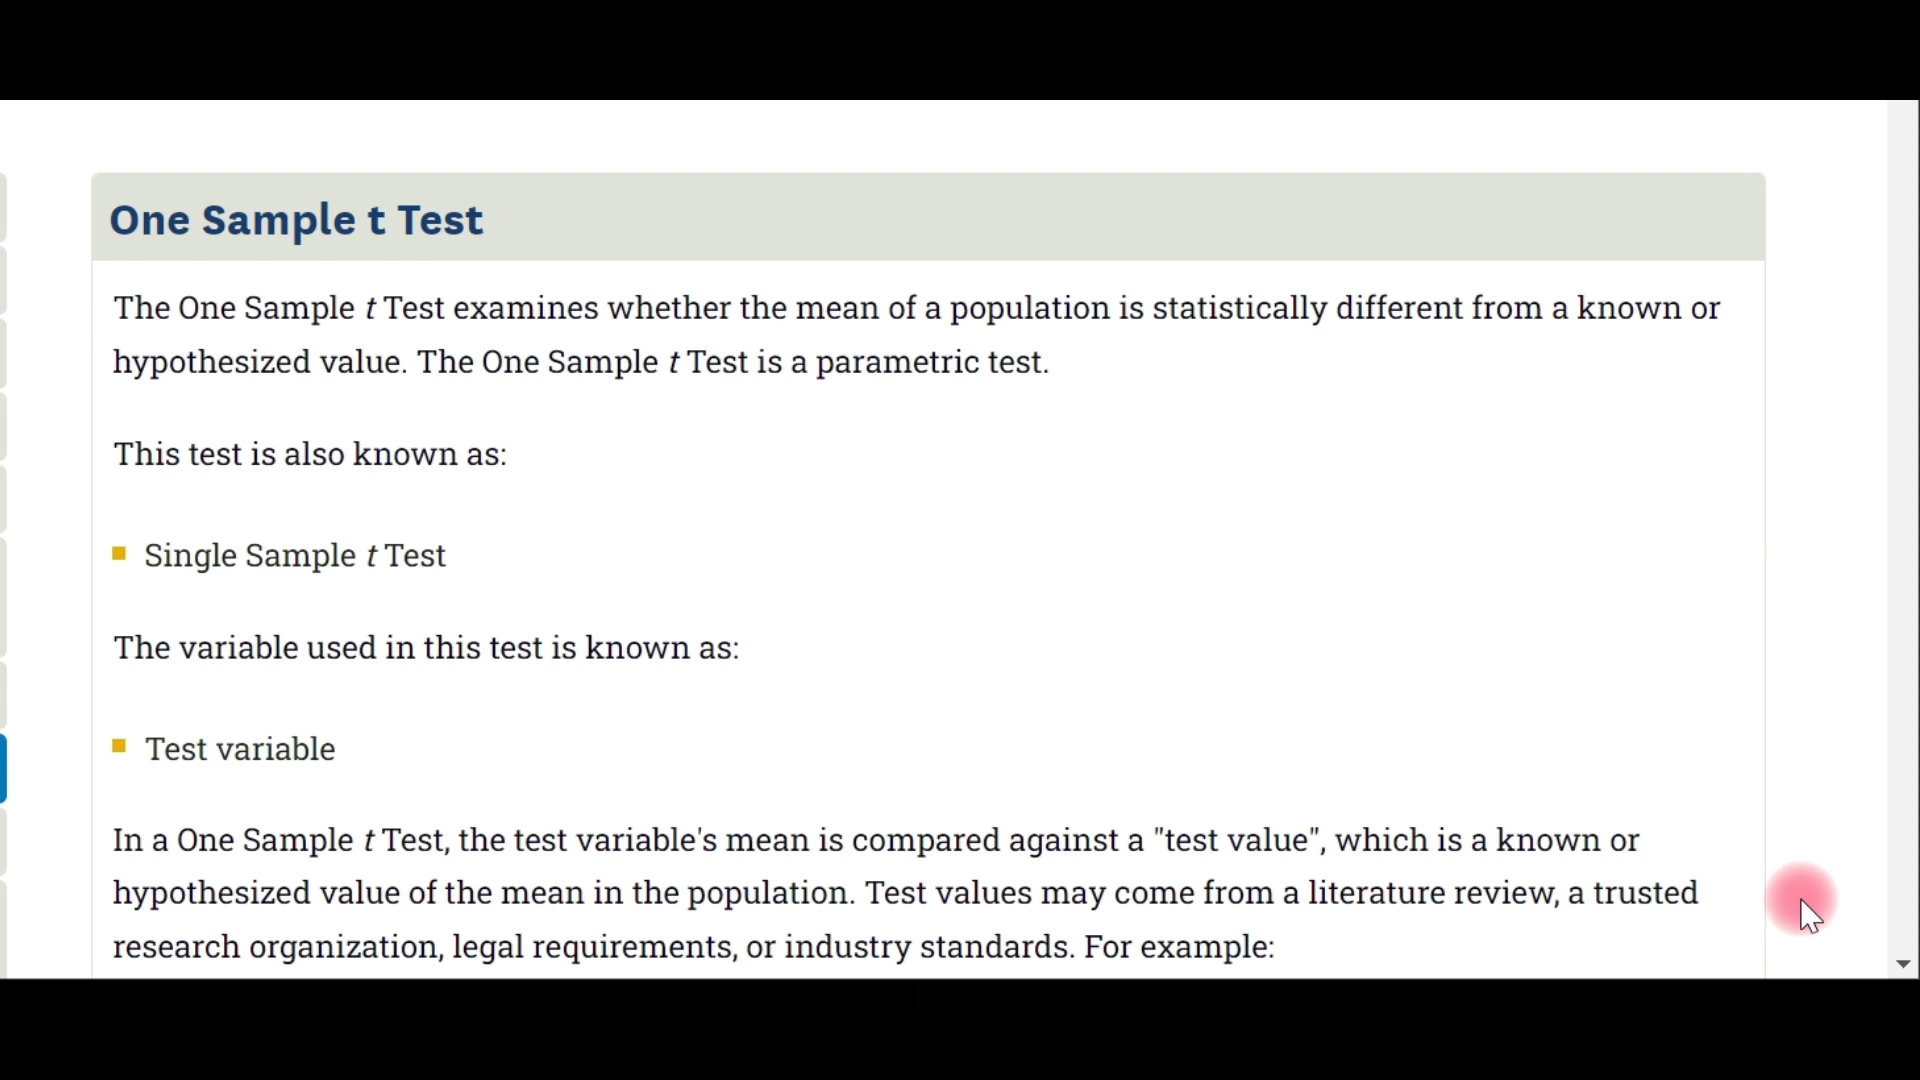 One Sample t Test
The One Sample t Test examines whether the mean of a population is statistically different from a known or
hypothesized value. The One Sample t Test is a parametric test.
This test is also known as:
Single Sample t Test
The variable used in this test is known as:
Test variable
In a One Sample t Test, the test variable's mean is compared against a "test value", which is a known or
hypothesized value of the mean in the population. Test values may come from a literature review, a trusted
research organization, legal requirements, or industry standards. For example: